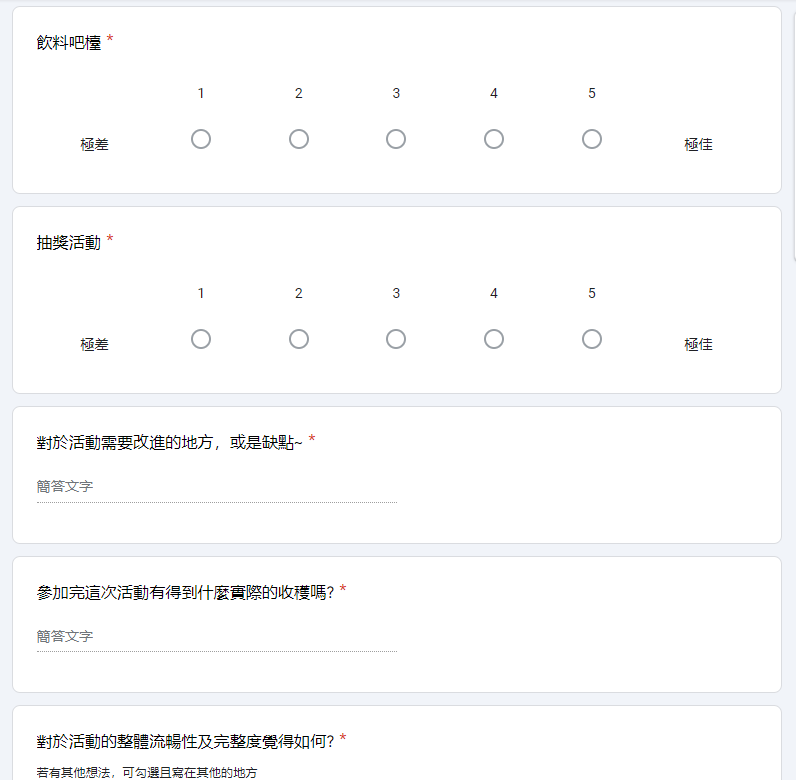 飲料吧檯 *
1 2 3 4 5
極差 極佳
抽獎活動 *
1 2 3 4 5
極差 極佳
對於活動需要改進的地方，或是缺點~ *
簡答文字
參加完這次活動有得到什麼實際的收穫嗎? *
簡答文字
對於活動的整體流暢性及完整度覺得如何? *
若有其他想法，可勾選且寫在其他的地方